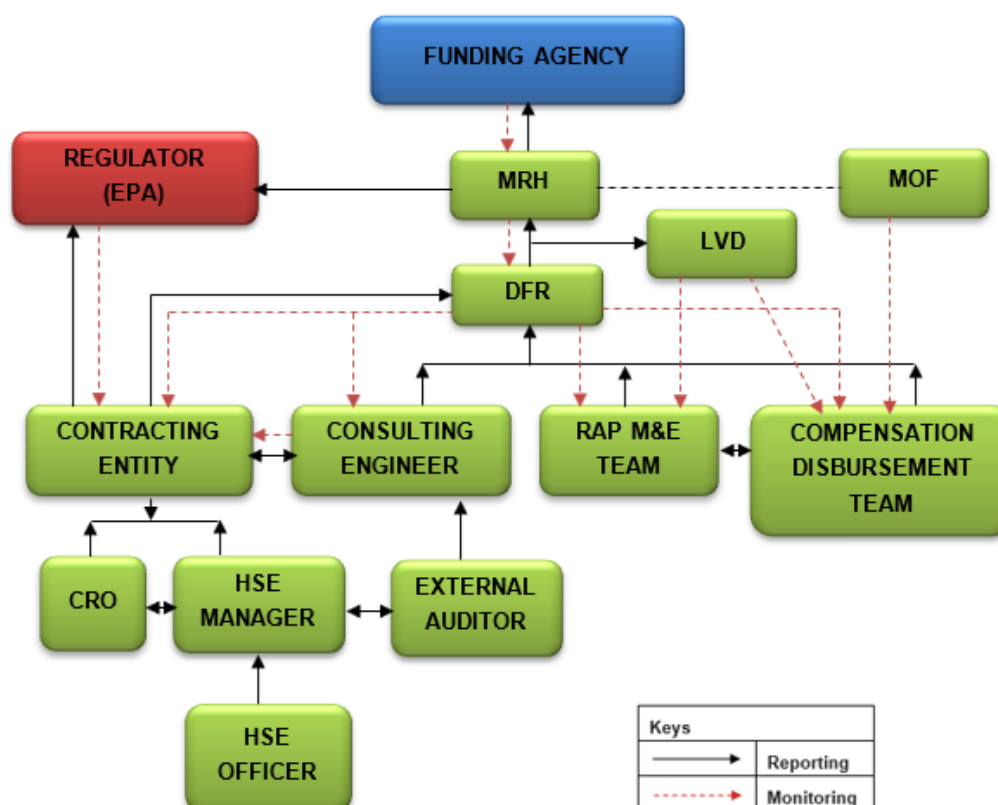 FUNDING AGENCY
REGULATOR
(EPA)
MRH
MOF
LVD
DFR
CONTRACTING
ENTITY
CONSULTING
ENGINEER
RAP M&E
TEAM
COMPENSATION
DISBURSEMENT
TEAM
CRO
HSE
MANAGER
EXTERNAL
AUDITOR
HSE
OFFICER
Keys
Reporting
Monitoring